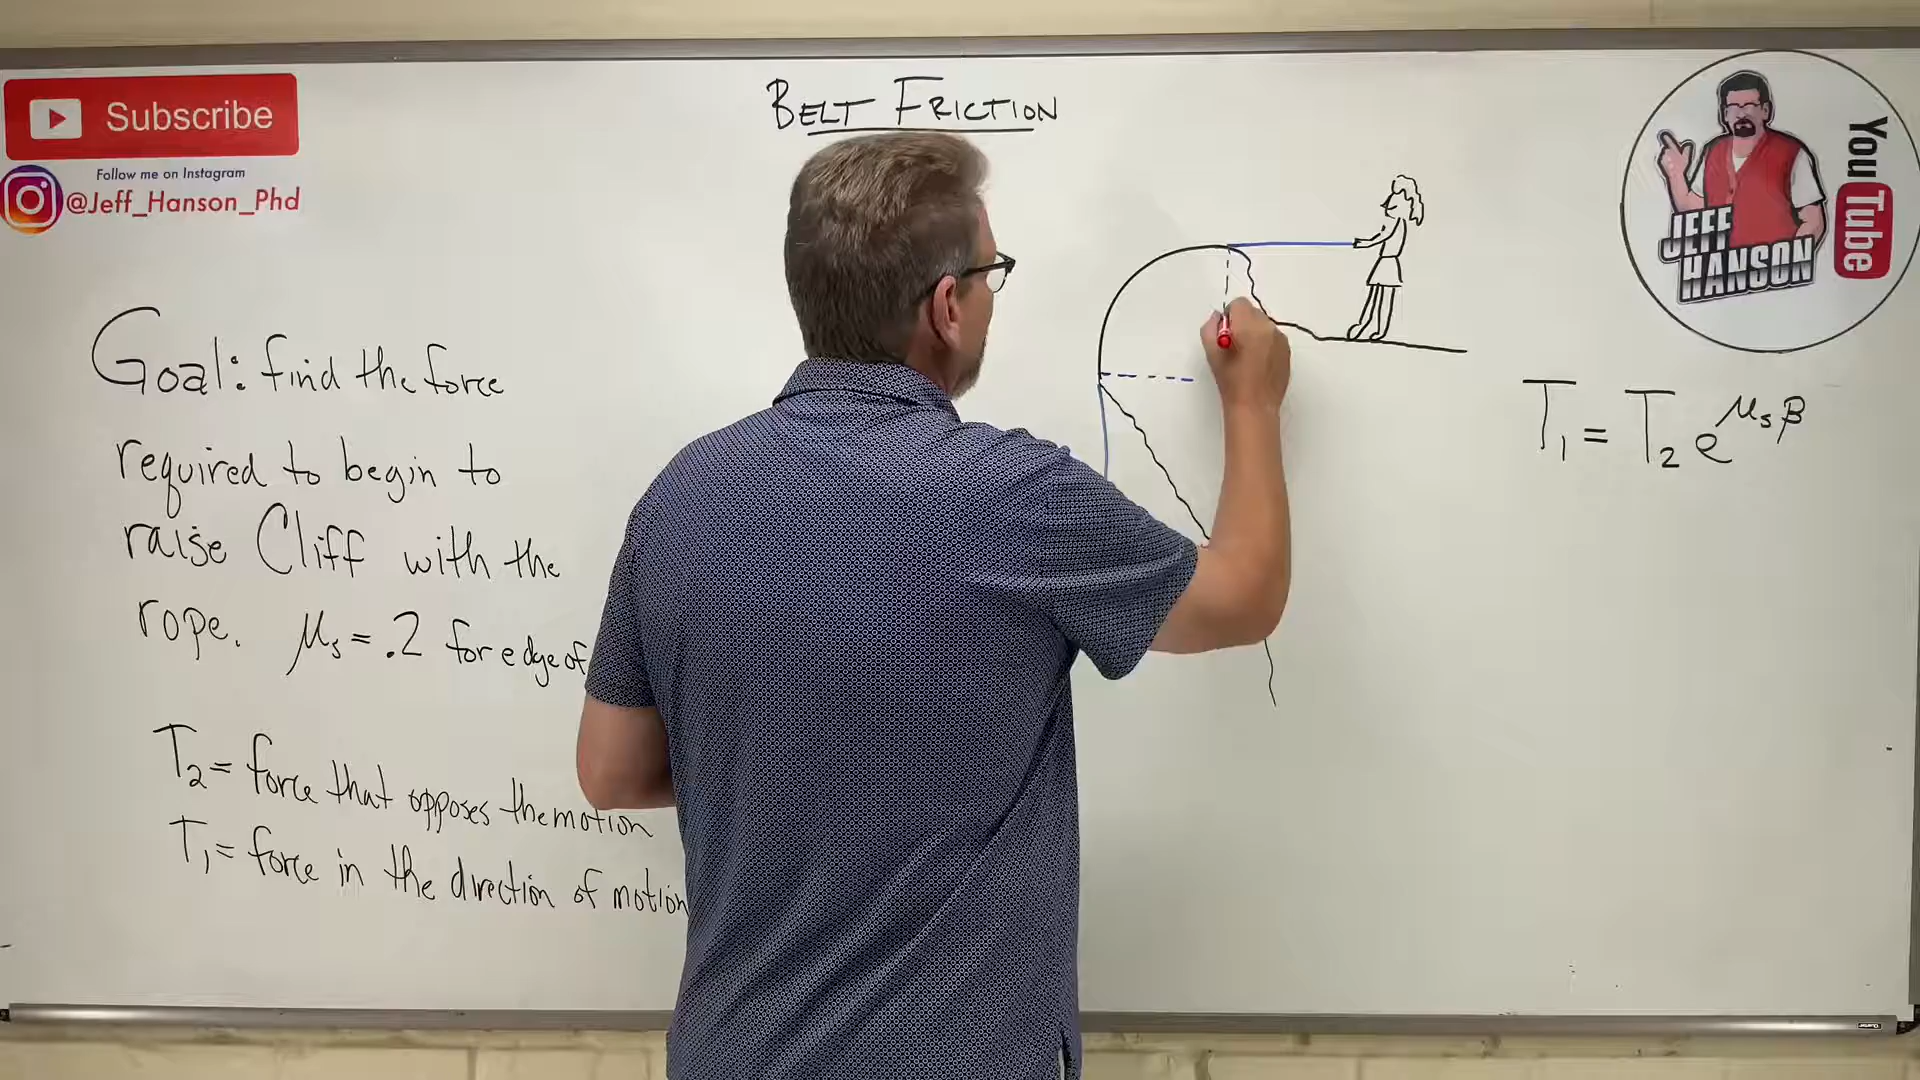 Subscribe
Follow me on Instagram
@Jeff_Hanson_Phd
BELT FRICTION
Goal: find the force
required to begin to
raise Cliff with the
rope. μs = .2 for edge of
T2 = force that opposes the motion
T1 = force in the direction of motion
T1 = T2 e^μsβ
JEFF
HANSON
YouTube